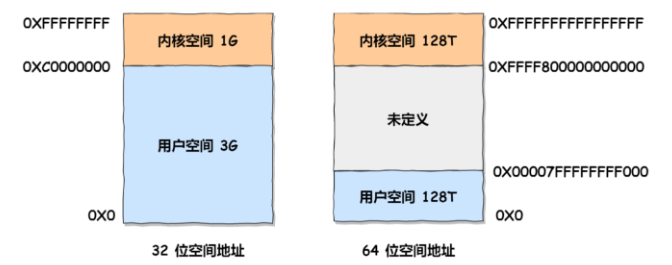 0XFFFFFFFF
内核空间 1G
0XC0000000
用户空间 3G
0X0
32 位空间地址
0XFFFFFFFFFFFFFFFF
内核空间 128T
0XFFFF800000000000
未定义
0X00007FFFFFFFF000
用户空间 128T
0X0
64 位空间地址